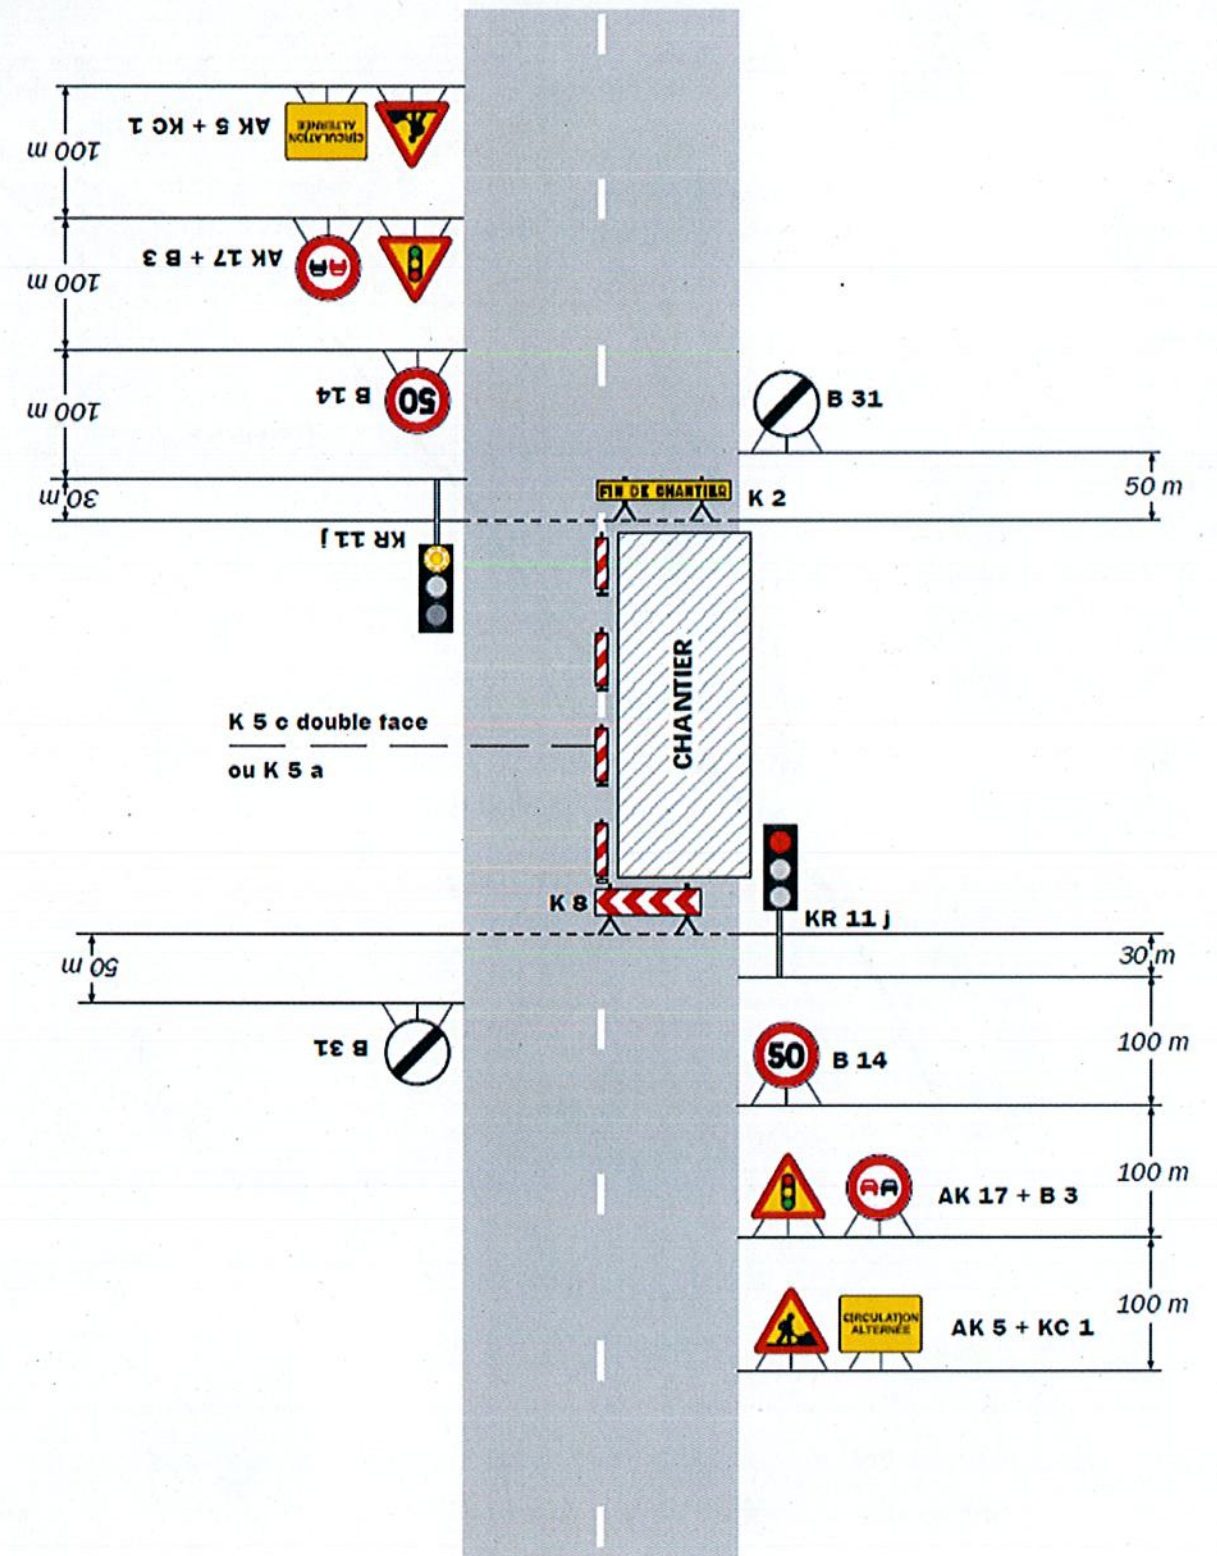 AK 5 + KC 1
CIRCULATION
ALTERNÉE
100 m
AK 17 + B 3
100 m
B 14
50
100 m
B 31
50 m
30 m
FIN DE CHANTIER
K 2
KR 11 j
CHANTIER
K 5 c double face
ou K 5 a
K 8
KR 11 j
50 m
30 m
B 31
50
B 14
100 m
AK 17 + B 3
100 m
CIRCULATION
ALTERNÉE
AK 5 + KC 1
100 m